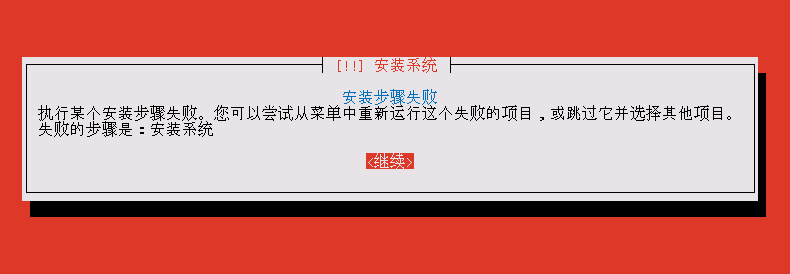 [!!] 安装系统
安装步骤失败
执行某个安装步骤失败。您可以尝试从菜单中重新运行这个失败的项目，或跳过它并选择其他项目。
失败的步骤是：安装系统
<继续>